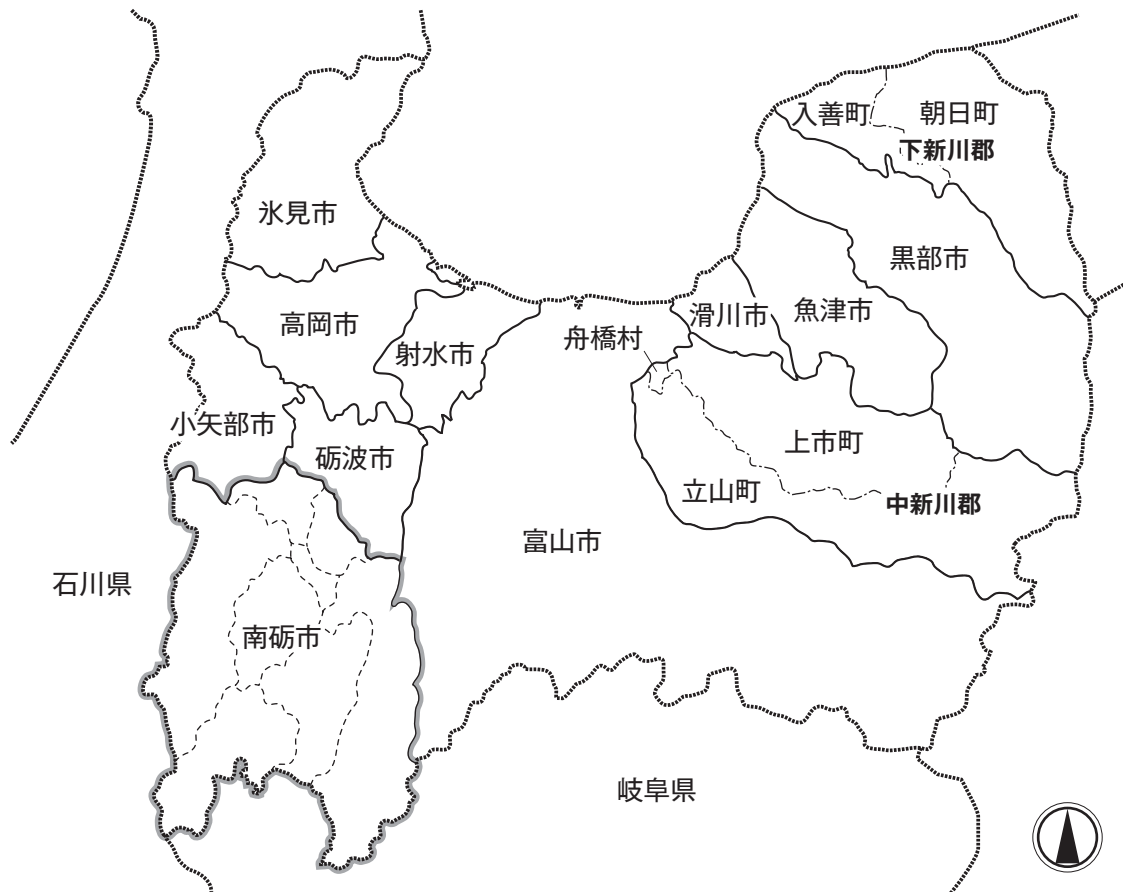 入善町
朝日町
下新川郡
氷見市
黒部市
魚津市
滑川市
高岡市
舟橋村
射水市
小矢部市
砺波市
上市町
立山町
中新川郡
富山市
石川県
南砺市
岐阜県